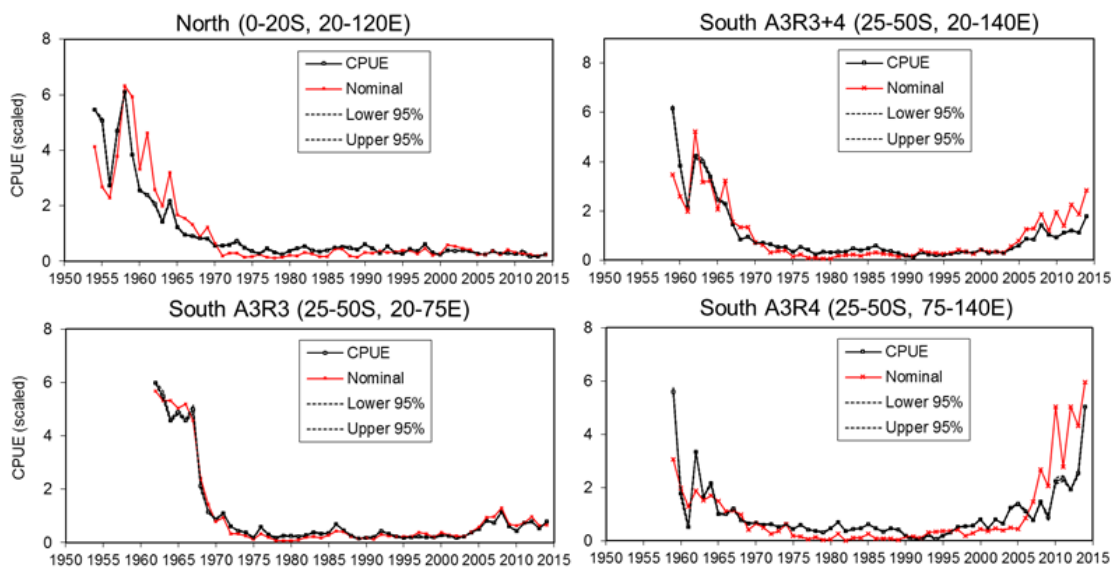 North (0-20S, 20-120E)
CPUE (scaled)
8
6
4
2
0
CPUE
Nominal
Lower 95%
Upper 95%
1950 1955 1960 1965 1970 1975 1980 1985 1990 1995 2000 2005 2010 2015
South A3R3+4 (25-50S, 20-140E)
8
6
4
2
0
CPUE
Nominal
Lower 95%
Upper 95%
1950 1955 1960 1965 1970 1975 1980 1985 1990 1995 2000 2005 2010 2015
South A3R3 (25-50S, 20-75E)
CPUE (scaled)
8
6
4
2
0
CPUE
Nominal
Lower 95%
Upper 95%
1950 1955 1960 1965 1970 1975 1980 1985 1990 1995 2000 2005 2010 2015
South A3R4 (25-50S, 75-140E)
8
6
4
2
0
CPUE
Nominal
Lower 95%
Upper 95%
1950 1955 1960 1965 1970 1975 1980 1985 1990 1995 2000 2005 2010 2015